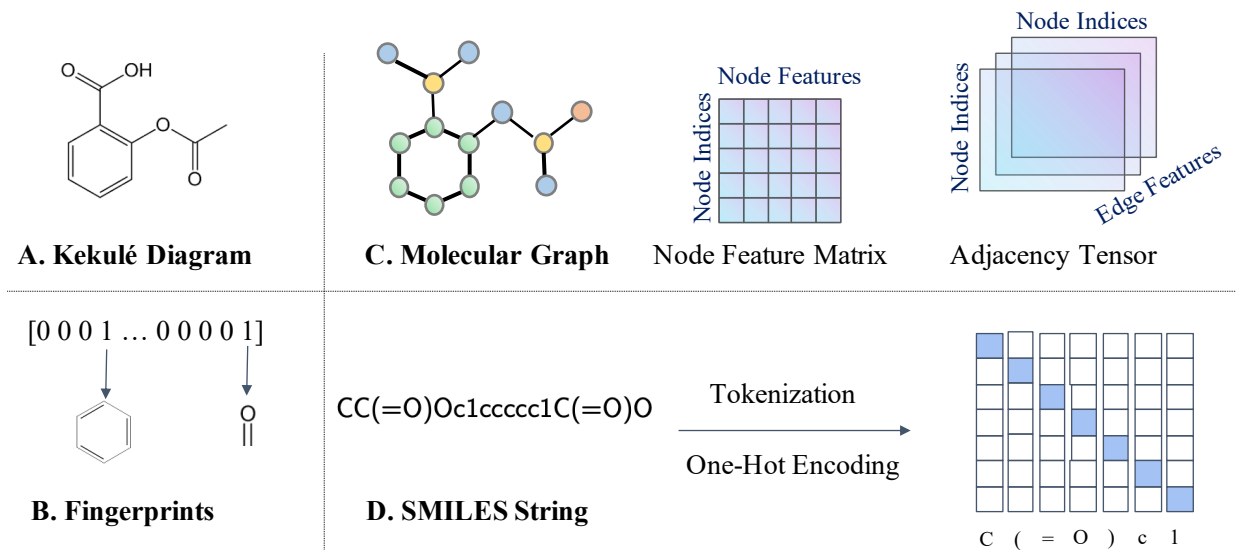 O
OH
O
O
A. Kekulé Diagram
C. Molecular Graph
Node Features
Node Indices
Node Feature Matrix
Node Indices
Node Indices
Edge Features
Adjacency Tensor
[0 0 0 1 … 0 0 0 0 1]
O
B. Fingerprints
CC(=O)Oc1ccccc1C(=O)O
D. SMILES String
Tokenization
One-Hot Encoding
C ( = O ) c 1